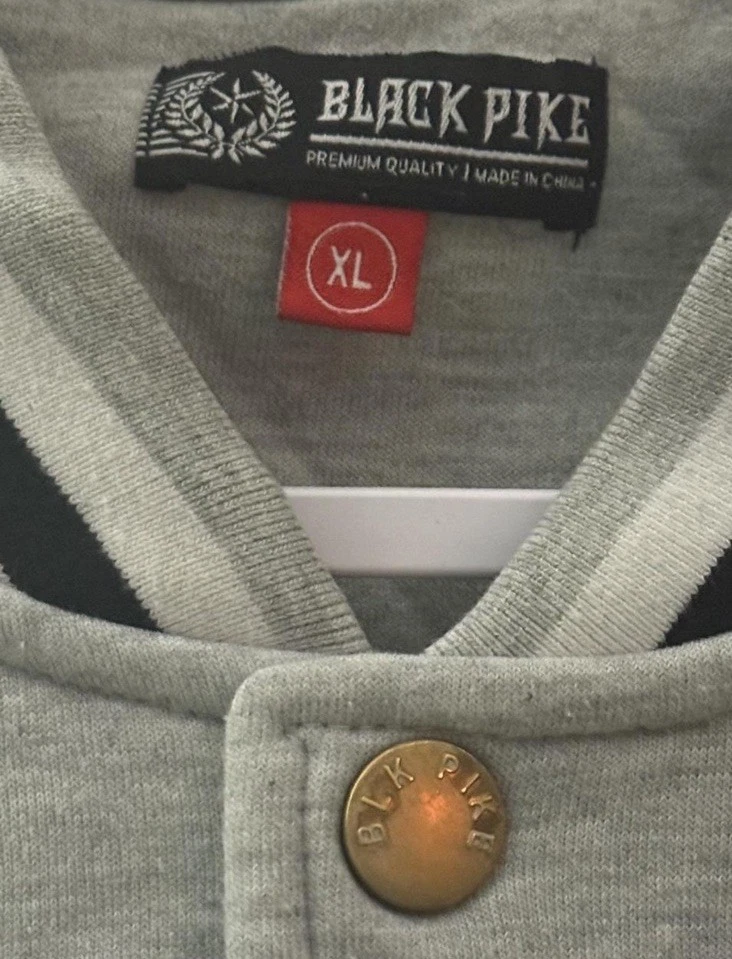 BLACK PIKE
PREMIUM QUALITY | MADE IN CHINA
XL
BLK PIKE